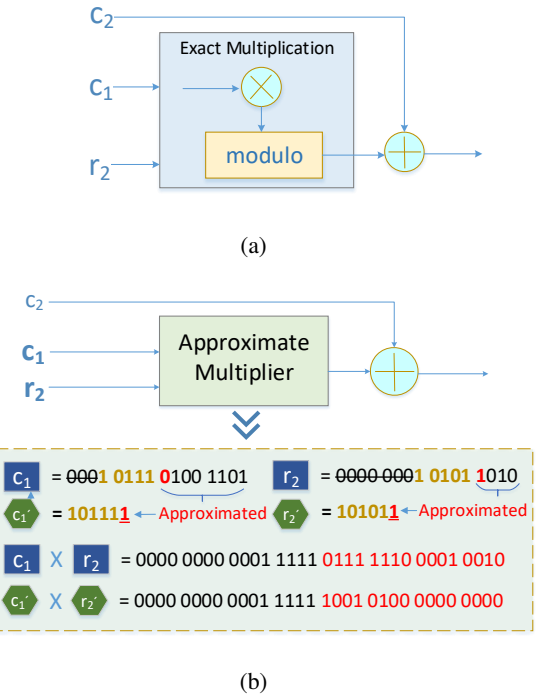 c2
Exact Multiplication
c1
modulo
r2
(a)
c2
c1
Approximate
Multiplier
r2
c1 = 0001 0111 0100 1101 r2 = 0000 0001 0101 1010
c1′ = 101111 Approximated r2′ = 101011 Approximated
c1 X r2 = 0000 0000 0001 1111 0111 1110 0001 0010
c1′ X r2′ = 0000 0000 0001 1111 1001 0100 0000 0000
(b)